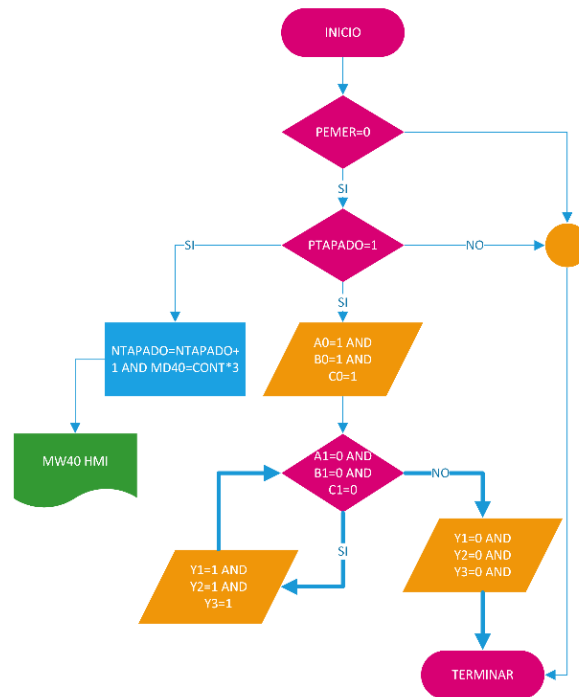 INICIO
PEMER=0
SI
PTAPADO=1
SI
NO
SI
NTAPADO=NTAPADO+
1 AND MD40=CONT*3
A0=1 AND
B0=1 AND
C0=1
MW40 HMI
A1=0 AND
B1=0 AND
C1=0
NO
SI
Y1=1 AND
Y2=1 AND
Y3=1
Y1=0 AND
Y2=0 AND
Y3=0 AND
TERMINAR